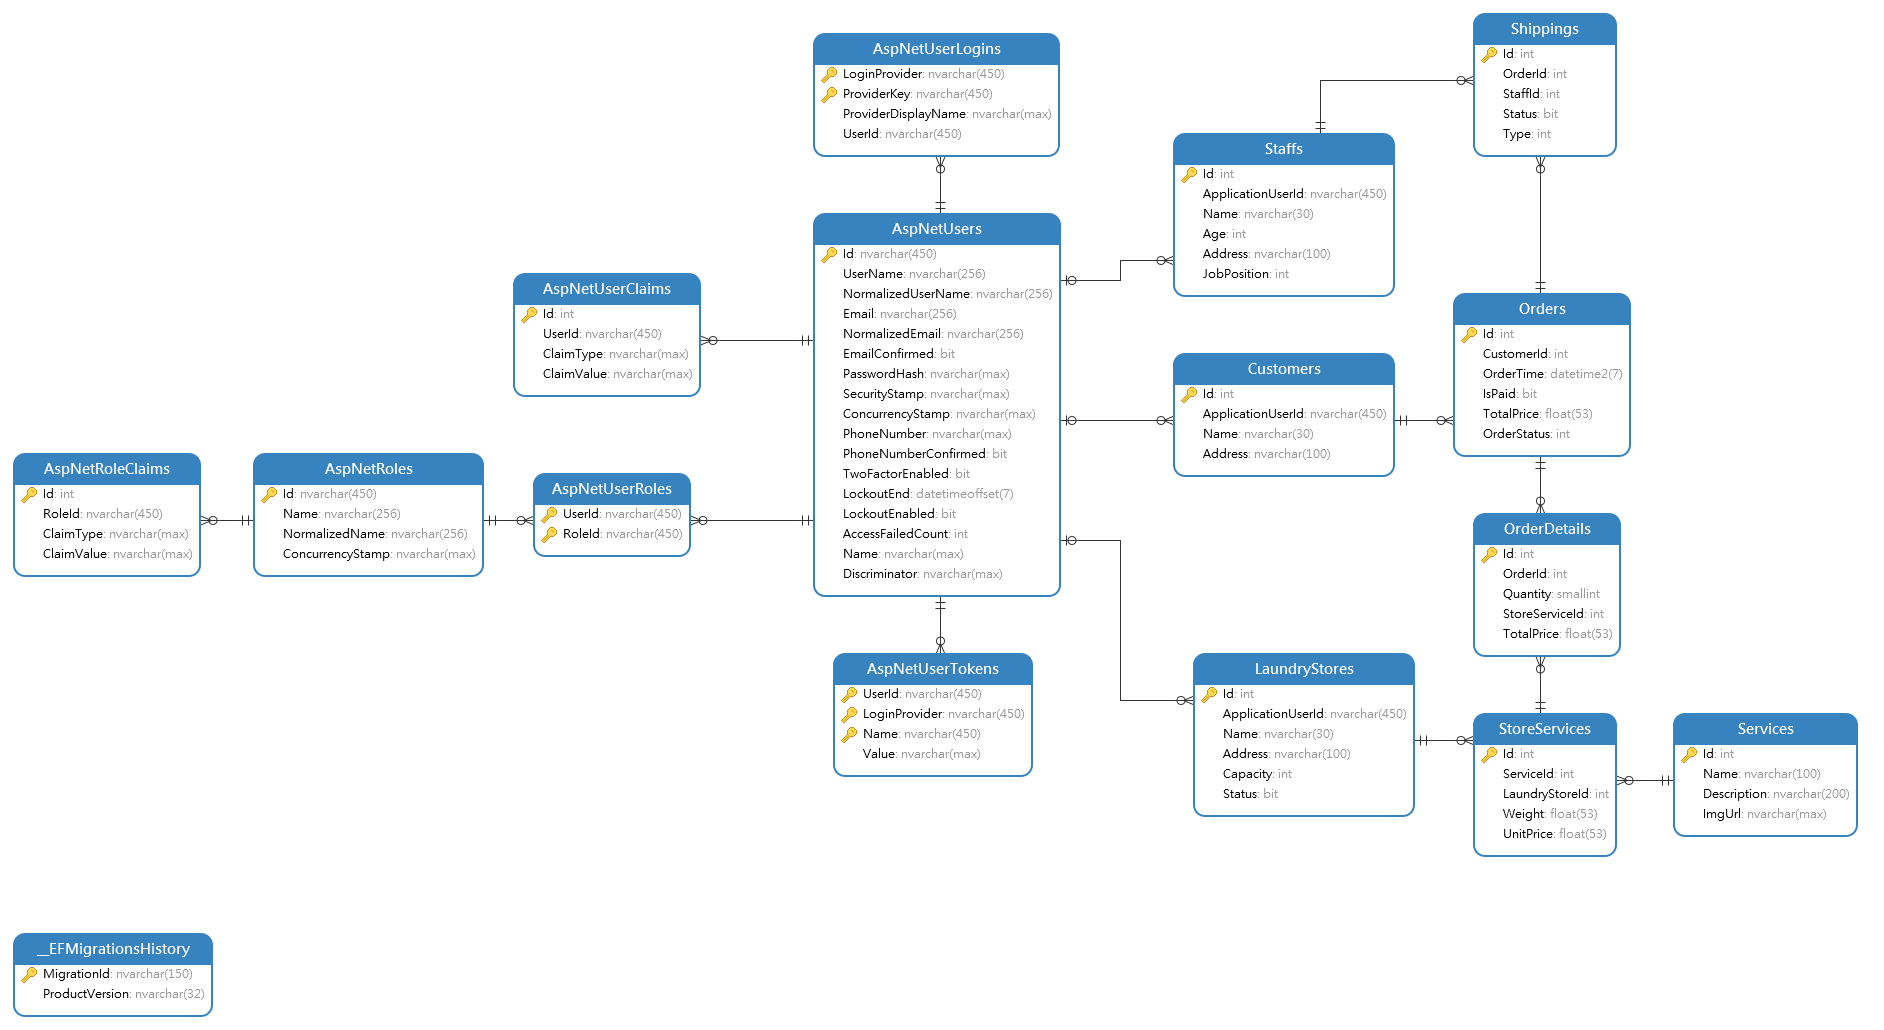 Shippings
Id: int
OrderId: int
StaffId: int
Status: bit
Type: int
AspNetUserLogins
LoginProvider: nvarchar(450)
ProviderKey: nvarchar(450)
ProviderDisplayName: nvarchar(max)
UserId: nvarchar(450)
Staffs
Id: int
ApplicationUserId: nvarchar(450)
Name: nvarchar(30)
Age: int
Address: nvarchar(100)
JobPosition: int
AspNetUsers
Id: nvarchar(450)
UserName: nvarchar(256)
NormalizedUserName: nvarchar(256)
Email: nvarchar(256)
NormalizedEmail: nvarchar(256)
EmailConfirmed: bit
PasswordHash: nvarchar(max)
SecurityStamp: nvarchar(max)
ConcurrencyStamp: nvarchar(max)
PhoneNumber: nvarchar(max)
PhoneNumberConfirmed: bit
TwoFactorEnabled: bit
LockoutEnd: datetimeoffset(7)
LockoutEnabled: bit
AccessFailedCount: int
Name: nvarchar(max)
Discriminator: nvarchar(max)
AspNetUserClaims
Id: int
UserId: nvarchar(450)
ClaimType: nvarchar(max)
ClaimValue: nvarchar(max)
Orders
Id: int
CustomerId: int
OrderTime: datetime2(7)
IsPaid: bit
TotalPrice: float(53)
OrderStatus: int
Customers
Id: int
ApplicationUserId: nvarchar(450)
Name: nvarchar(30)
Address: nvarchar(100)
AspNetRoleClaims
Id: int
RoleId: nvarchar(450)
ClaimType: nvarchar(max)
ClaimValue: nvarchar(max)
AspNetRoles
Id: nvarchar(450)
Name: nvarchar(256)
NormalizedName: nvarchar(256)
ConcurrencyStamp: nvarchar(max)
AspNetUserRoles
UserId: nvarchar(450)
RoleId: nvarchar(450)
OrderDetails
Id: int
OrderId: int
Quantity: smallint
StoreServiceId: int
TotalPrice: float(53)
AspNetUserTokens
UserId: nvarchar(450)
LoginProvider: nvarchar(450)
Name: nvarchar(450)
Value: nvarchar(max)
LaundryStores
Id: int
ApplicationUserId: nvarchar(450)
Name: nvarchar(30)
Address: nvarchar(100)
Capacity: int
Status: bit
StoreServices
Id: int
ServiceId: int
LaundryStoreId: int
Weight: float(53)
UnitPrice: float(53)
Services
Id: int
Name: nvarchar(100)
Description: nvarchar(200)
ImgUrl: nvarchar(max)
__EFMigrationsHistory
MigrationId: nvarchar(150)
ProductVersion: nvarchar(32)